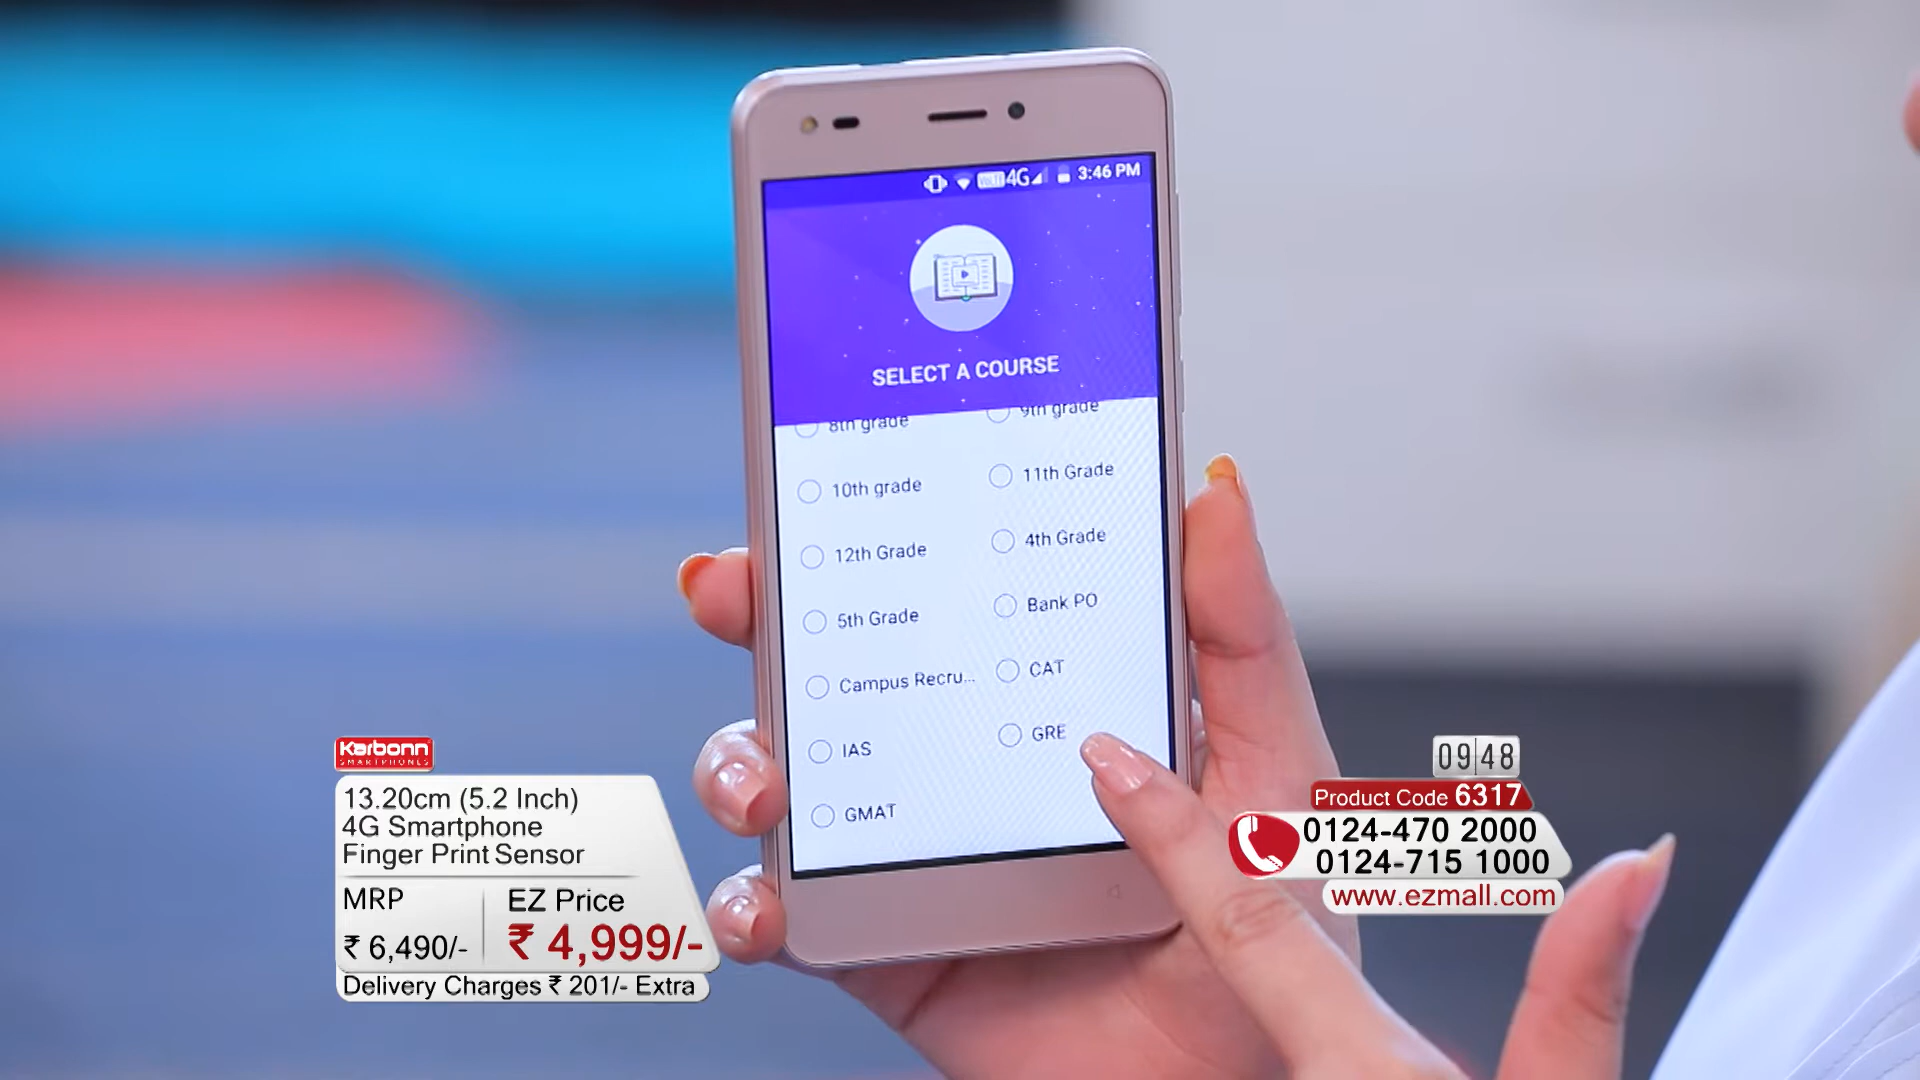 4G 3:46 PM
SELECT A COURSE
8th grade
9th grade
10th grade
11th Grade
12th Grade
4th Grade
5th Grade
Bank PO
Campus Recru...
CAT
IAS
GRE
GMAT
Karbonn
SMARTPHONES
13.20cm (5.2 Inch)
4G Smartphone
Finger Print Sensor
MRP
₹ 6,490/-
EZ Price
₹ 4,999/-
Delivery Charges ₹ 201/- Extra
09 48
Product Code 6317
0124-470 2000
0124-715 1000
www.ezmall.com